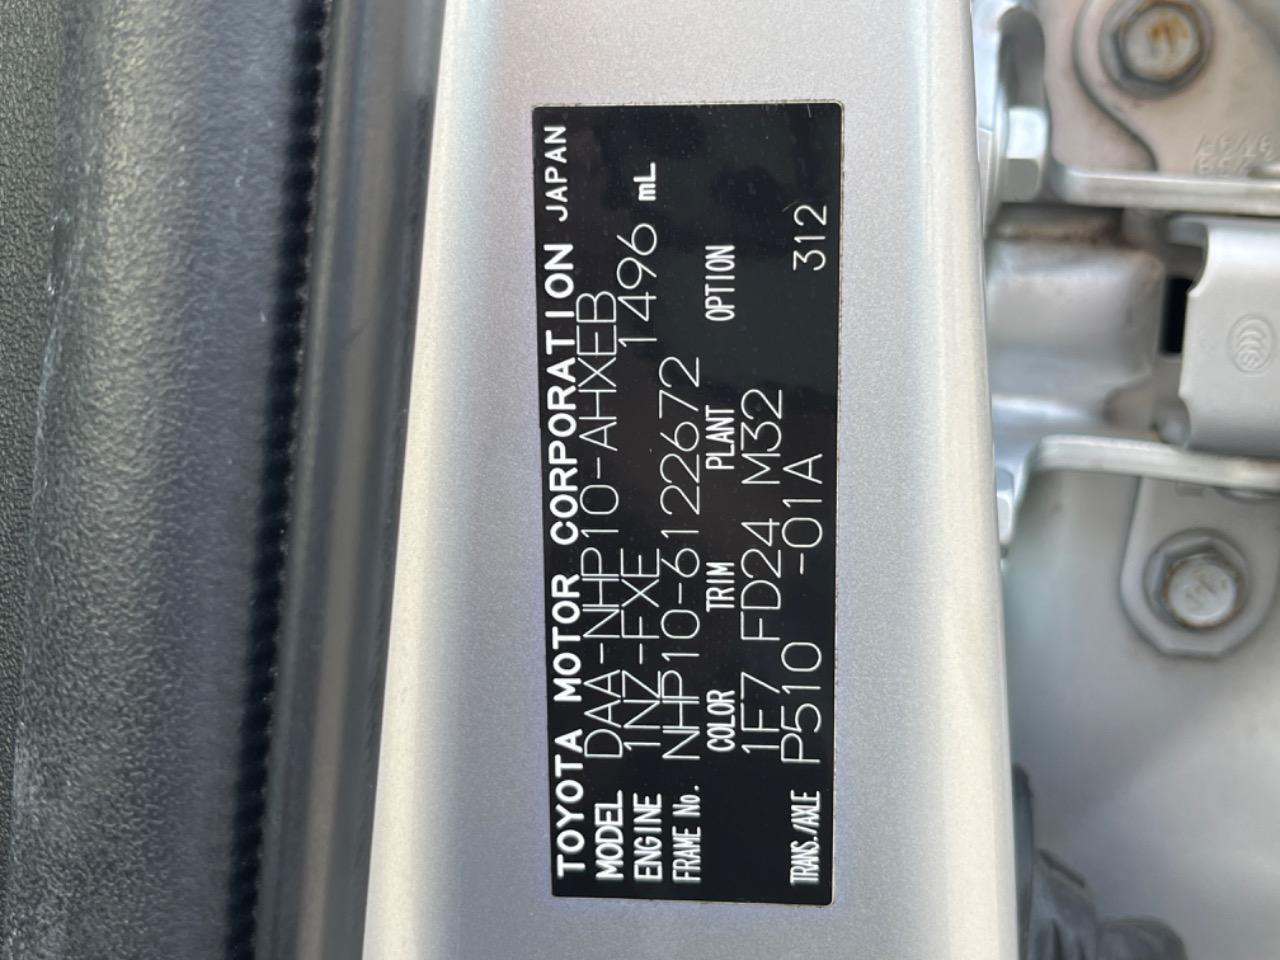 TOYOTA MOTOR CORPORATION JAPAN
MODEL DAA-NHP10-AHXEB
ENGINE 1NZ-FXE 1496 mL
FRAME No. NHP10-6122672
COLOR TRIM PLANT OPTION
1F7 FD24 M32
TRANS./AXLE P510 -01A 312